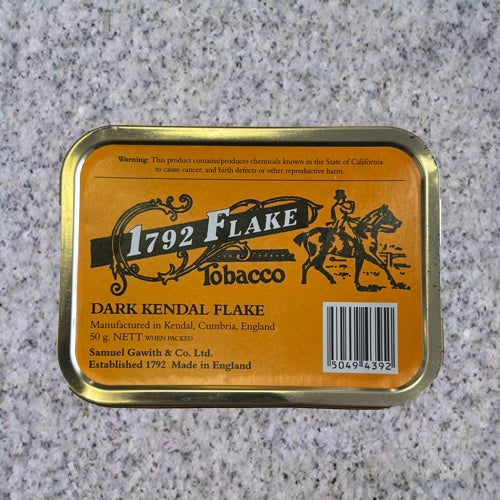 Warning: This product contains/produces chemicals known in the State of California
to cause cancer, and birth defects or other reproductive harm.
1792 FLAKE
Tobacco
DARK KENDAL FLAKE
Manufactured in Kendal, Cumbria, England
50 g. NETT WHEN PACKED
Samuel Gawith & Co. Ltd.
Established 1792 Made in England
5049 4392